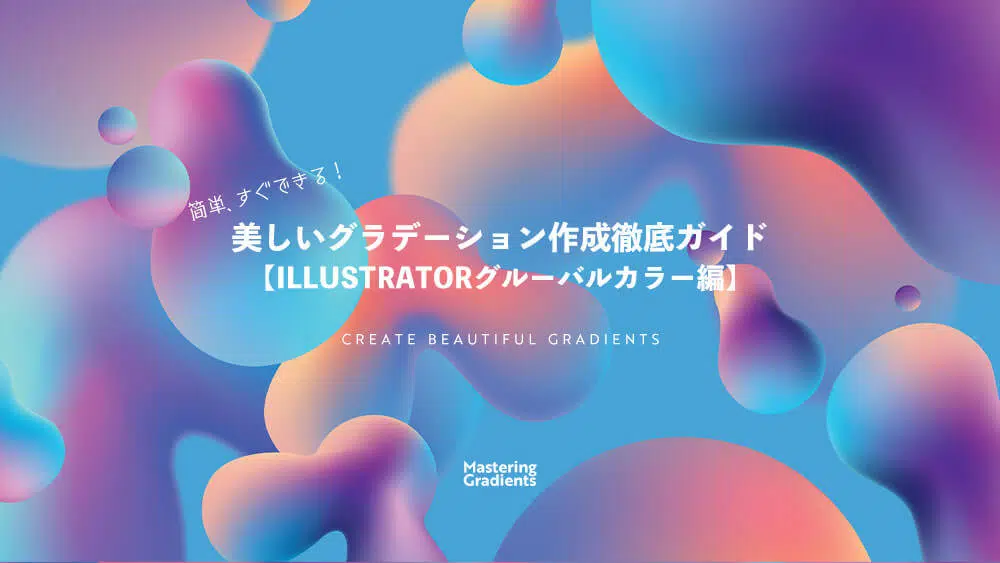 簡単、すぐできる！
美しいグラデーション作成徹底ガイド
【ILLUSTRATORグルーバルカラー編】
CREATE BEAUTIFUL GRADIENTS
Mastering
Gradients